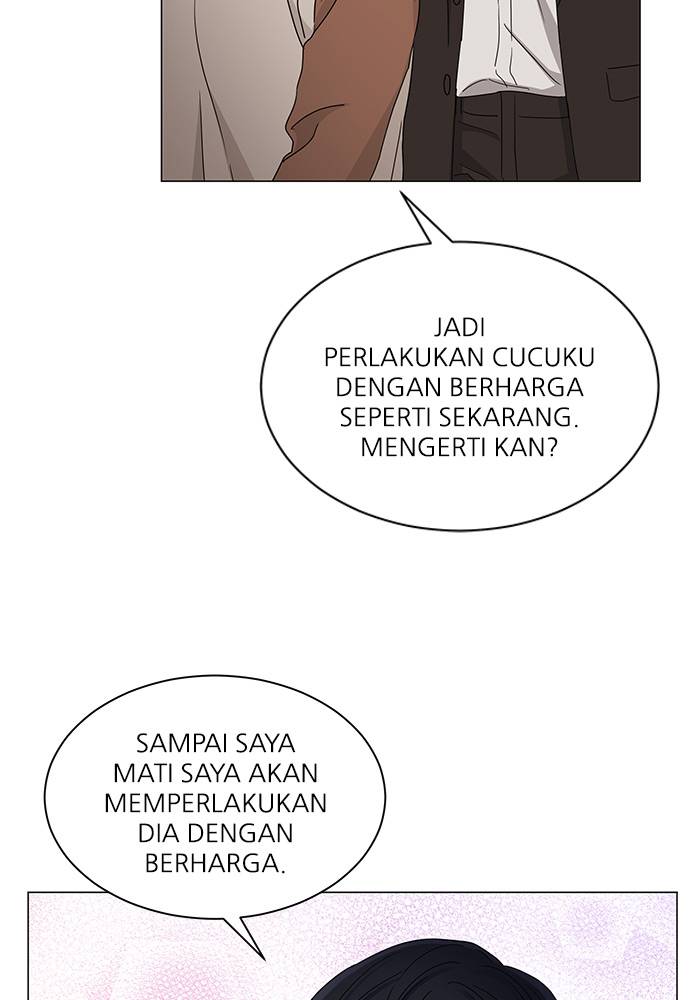 JADI
PERLAKUKAN CUCUKU
DENGAN BERHARGA
SEPERTI SEKARANG.
MENGERTI KAN?
SAMPAI SAYA
MATI SAYA AKAN
MEMPERLAKUKAN
DIA DENGAN
BERHARGA.